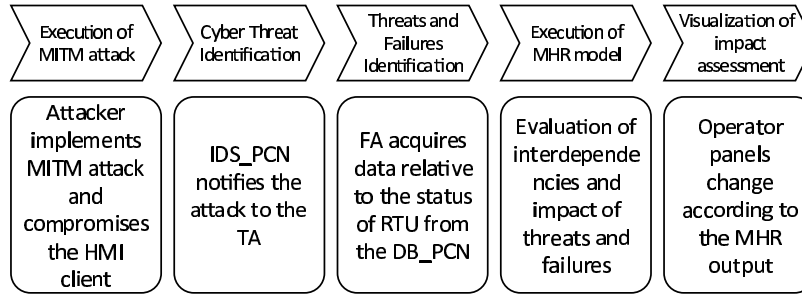 Execution of
MITM attack
Cyber Threat
Identification
Threats and
Failures
Identification
Execution of
MHR model
Visualization of
impact
assessment
Attacker
implements
MITM attack
and
compromises
the HMI
client
IDS_PCN
notifies the
attack to the
TA
FA acquires
data relative
to the status
of RTU from
the DB_PCN
Evaluation of
interdepende
ncies and
impact of
threats and
failures
Operator
panels
change
according to
the MHR
output